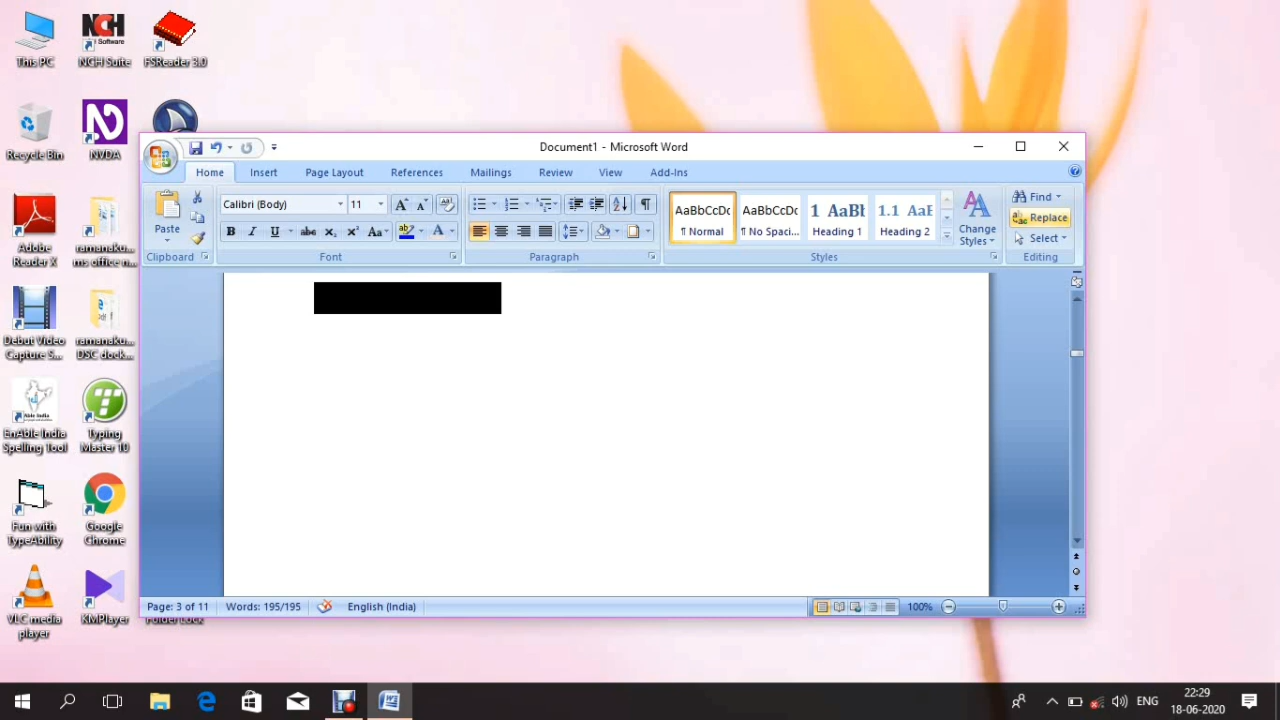 This PC
NCH Suite
FSReader 3.0
NCH
Software
Recycle Bin
NVDA
Document1 - Microsoft Word
Home
Insert
Page Layout
References
Mailings
Review
View
Add-Ins
Calibri (Body)
11
AaBbCcDc
AaBbCcDc
1 AaBb
1.1 AaB
Paste
¶ Normal
¶ No Spaci...
Heading 1
Heading 2
Change
Styles
Find
Replace
Select
Clipboard
Font
Paragraph
Styles
Editing
Adobe
Reader X
ramanaku...
ms office n...
Debut Video
Capture S...
ramanaku...
DSC dock...
EnAble India
Spelling Tool
Typing
Master 10
Fun with
TypeAbility
Google
Chrome
VLC media
player
KMPlayer
Folder Lock
Page: 3 of 11
Words: 195/195
English (India)
100%
ENG
22:29
18-06-2020